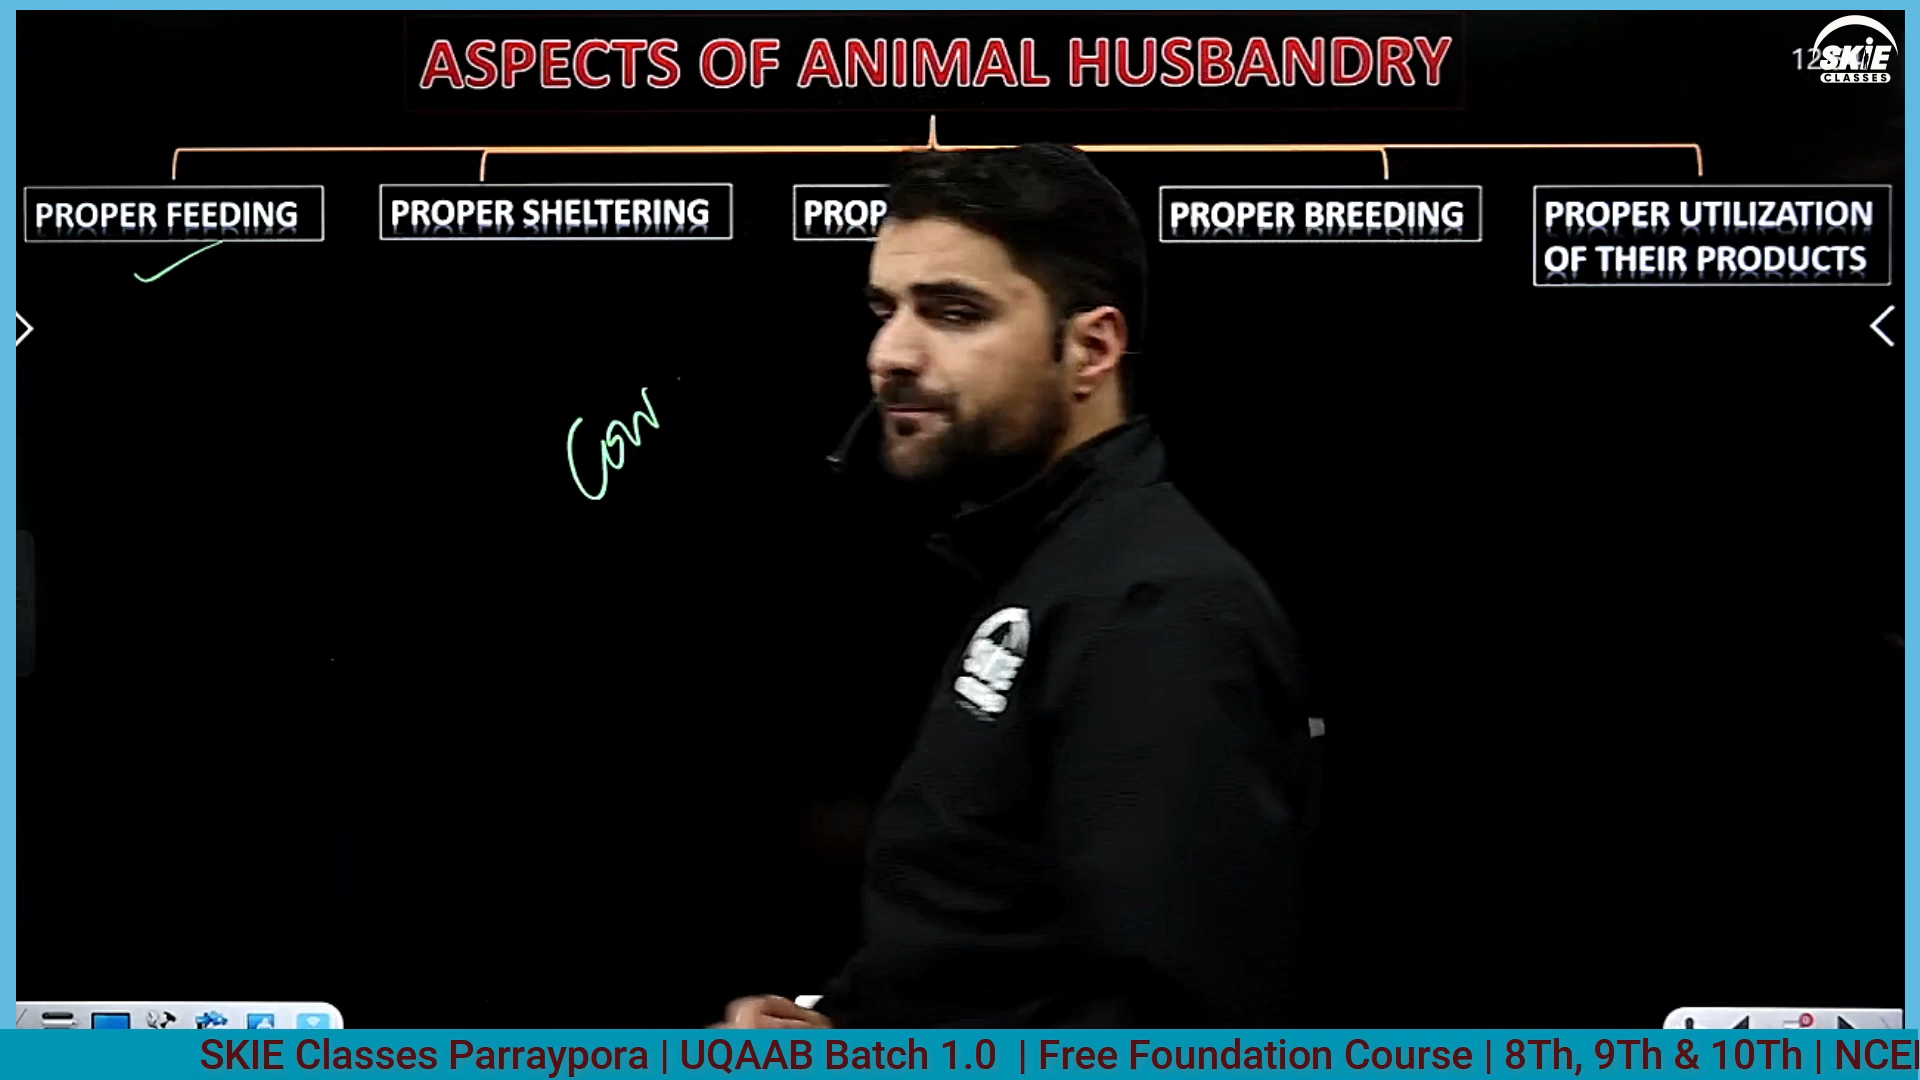 ASPECTS OF ANIMAL HUSBANDRY
12
SKiE
CLASSES
PROPER FEEDING
PROPER SHELTERING
PROP
PROPER BREEDING
PROPER UTILIZATION
OF THEIR PRODUCTS
Cow
SKIE Classes Parraypora | UQAAB Batch 1.0 | Free Foundation Course | 8Th, 9Th & 10Th | NCE